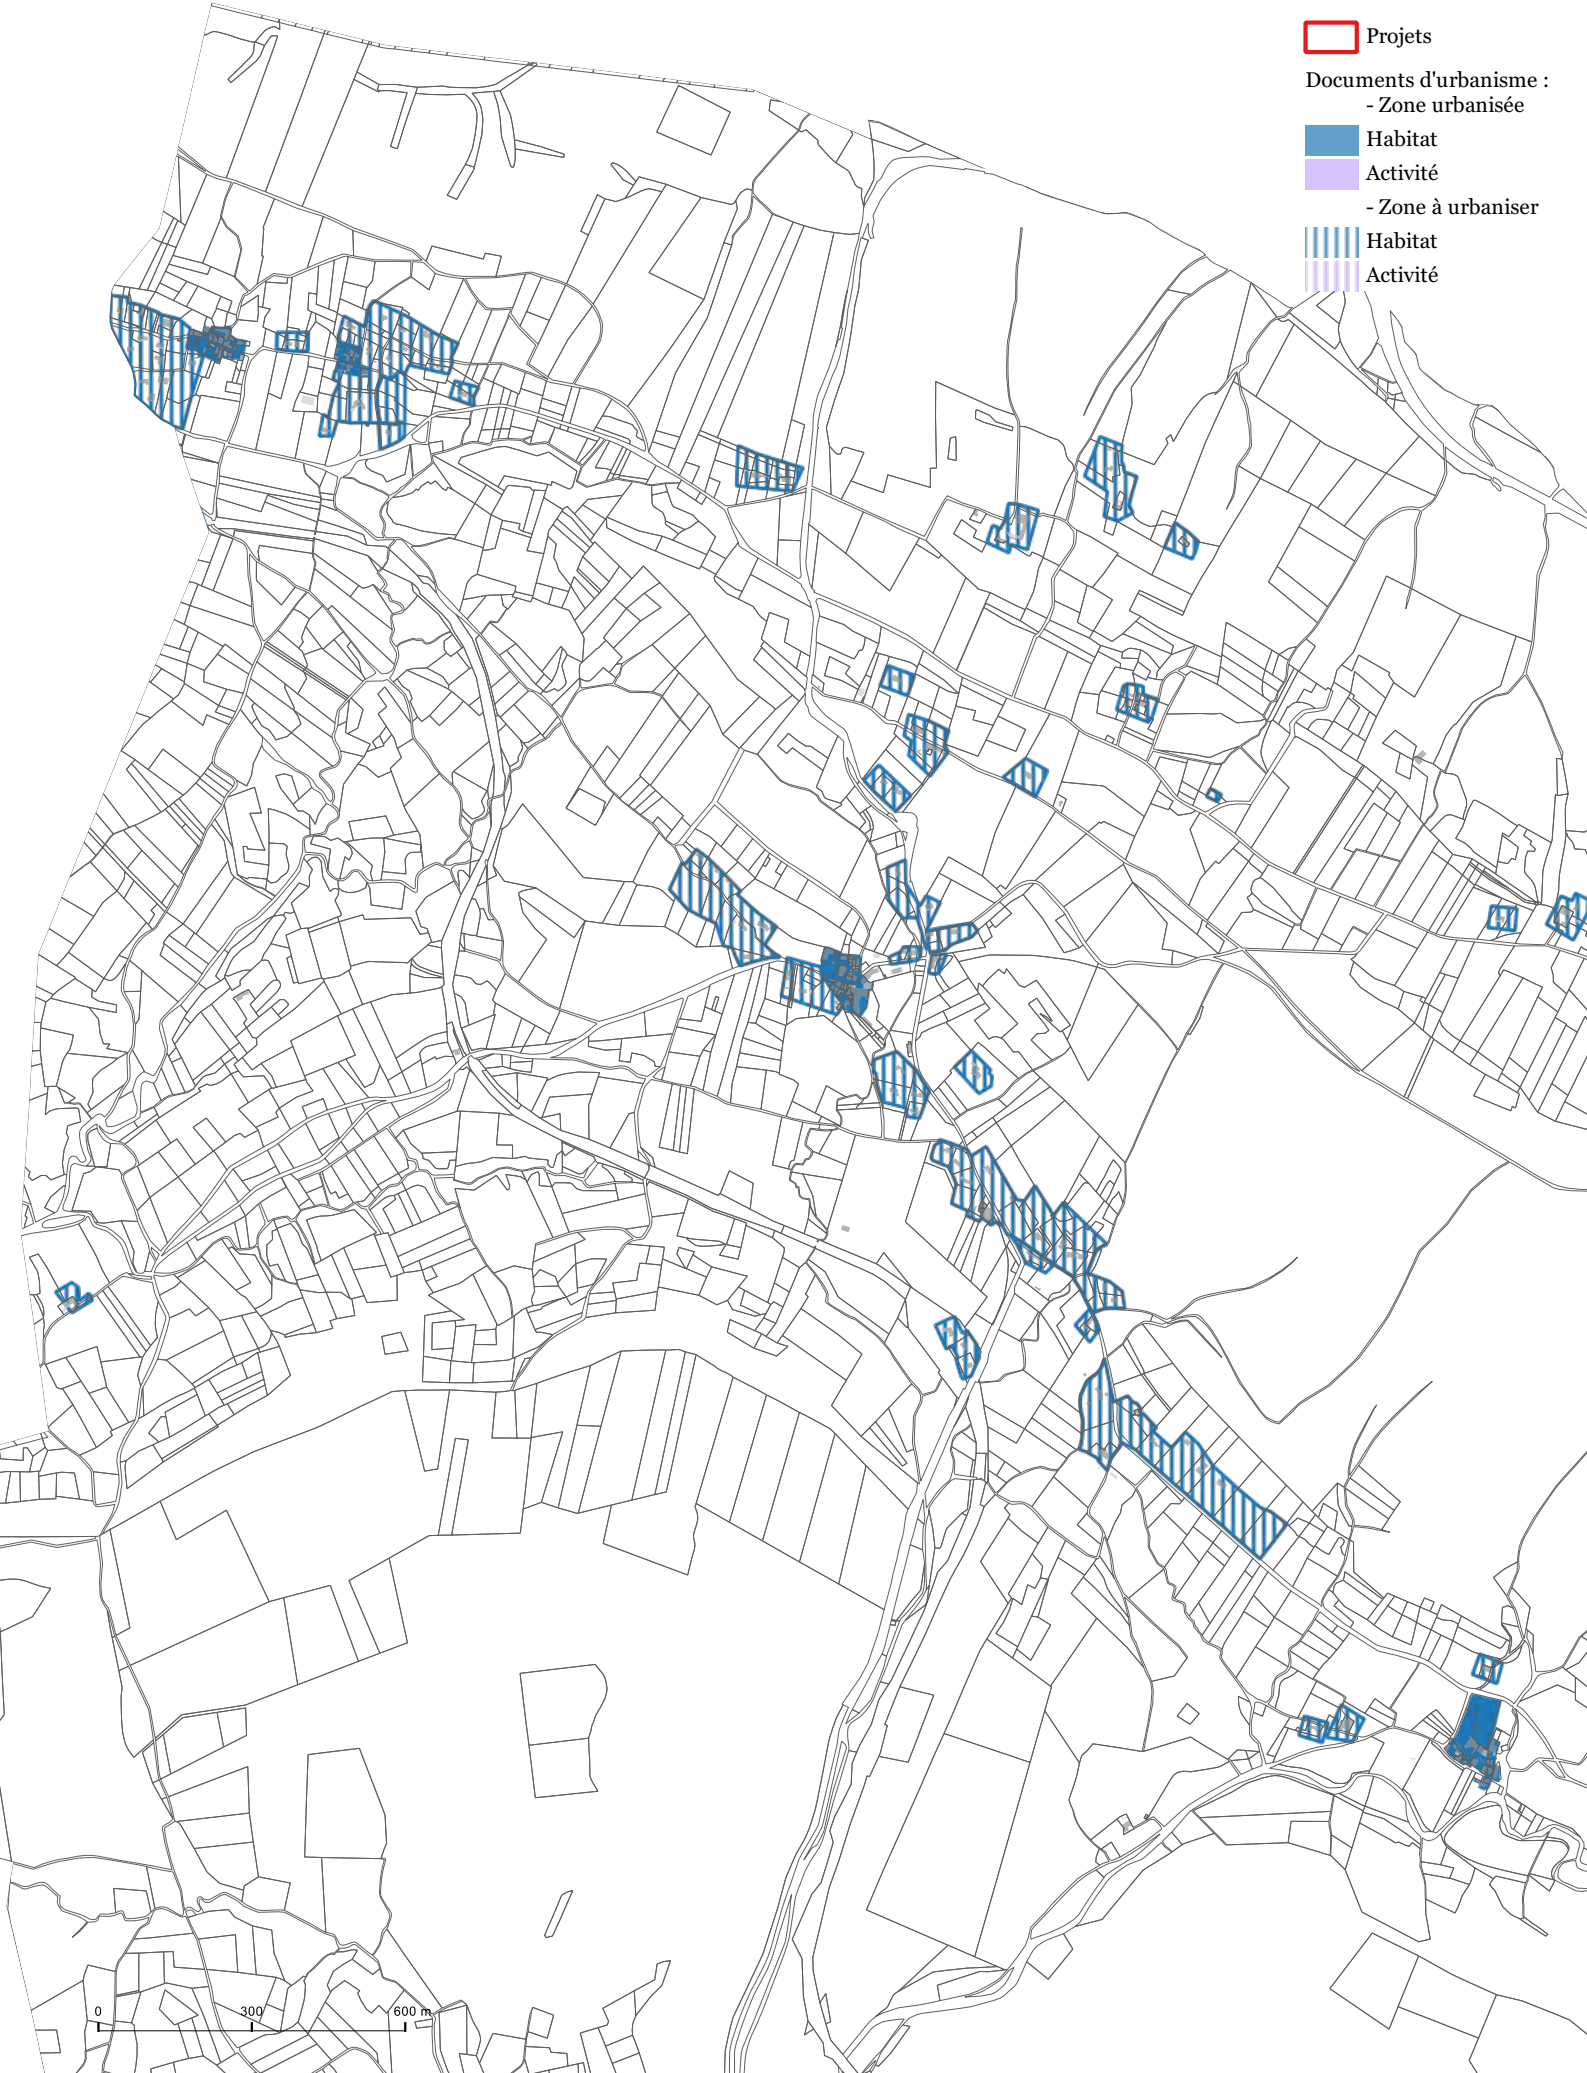 Projets
Documents d'urbanisme :
- Zone urbanisée
Habitat
Activité
- Zone à urbaniser
Habitat
Activité
0 300 600 m